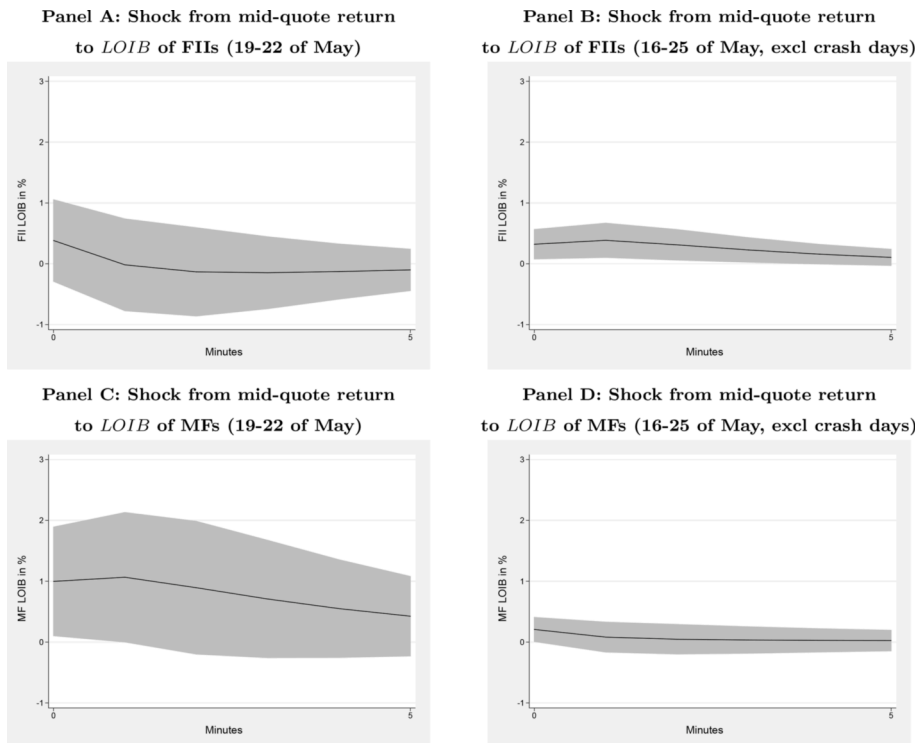 Panel A: Shock from mid-quote return
to LOIB of FIIs (19-22 of May)
3
2
1
0
-1
FII LOIB in %
0
5
Minutes
Panel B: Shock from mid-quote return
to LOIB of FIIs (16-25 of May, excl crash days)
3
2
1
0
-1
FII LOIB in %
0
5
Minutes
Panel C: Shock from mid-quote return
to LOIB of MFs (19-22 of May)
3
2
1
0
-1
MF LOIB in %
0
5
Minutes
Panel D: Shock from mid-quote return
to LOIB of MFs (16-25 of May, excl crash days)
3
2
1
0
-1
MF LOIB in %
0
5
Minutes